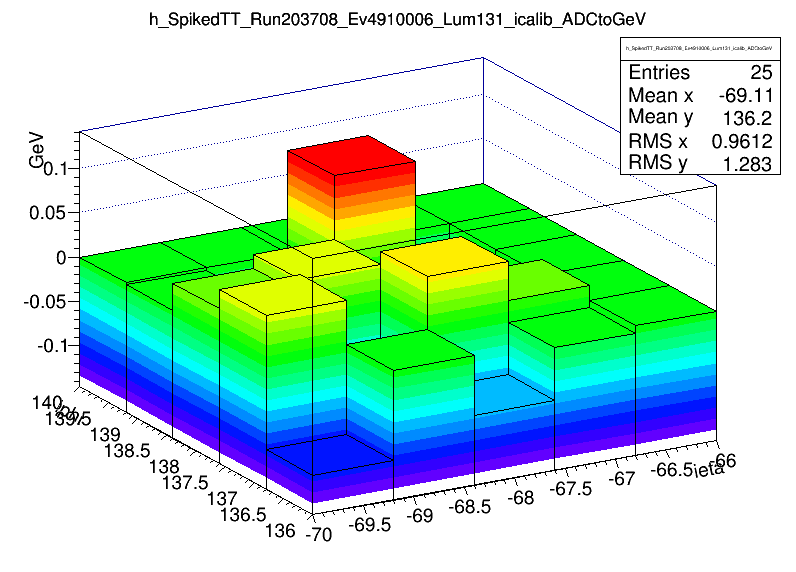 h_SpikedTT_Run203708_Ev4910006_Lum131_icalib_ADCtoGeV
h_SpikedTT_Run203708_Ev4910006_Lum131_icalib_ADCtoGeV
Entries 25
Mean x -69.11
Mean y 136.2
RMS x 0.9612
RMS y 1.283
GeV
0.1
0.05
0
-0.05
-0.1
140
139.5
139
138.5
138
137.5
137
136.5
136
-70
-69.5
-69
-68.5
-68
-67.5
-67
-66.5
-66
ieta